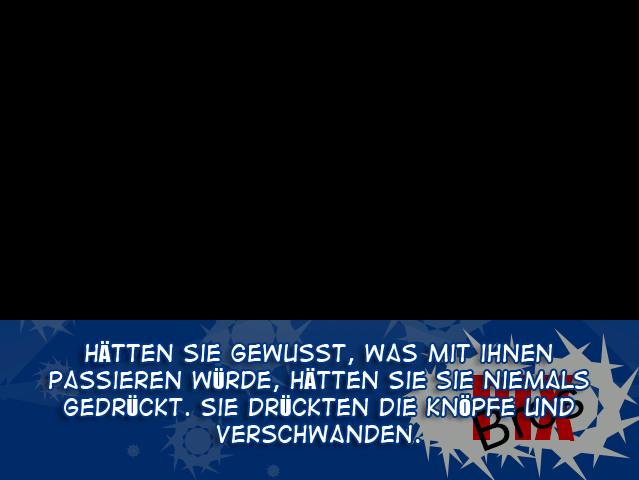 HÄTTEN SIE GEWUSST, WAS MIT IHNEN
PASSIEREN WÜRDE, HÄTTEN SIE SIE NIEMALS
GEDRÜCKT. SIE DRÜCKTEN DIE KNÖPFE UND
VERSCHWANDEN.
Bros